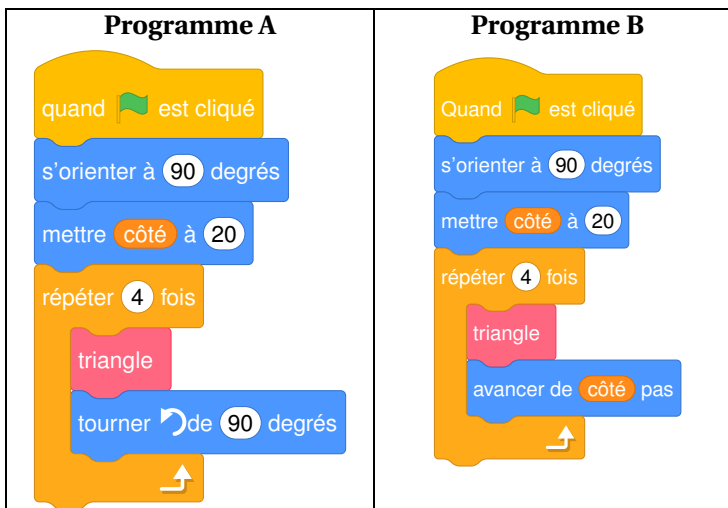 Programme A
quand est cliqué
s'orienter à 90 degrés
mettre côté à 20
répéter 4 fois
triangle
tourner de 90 degrés
Programme B
Quand est cliqué
s'orienter à 90 degrés
mettre côté à 20
répéter 4 fois
triangle
avancer de côté pas